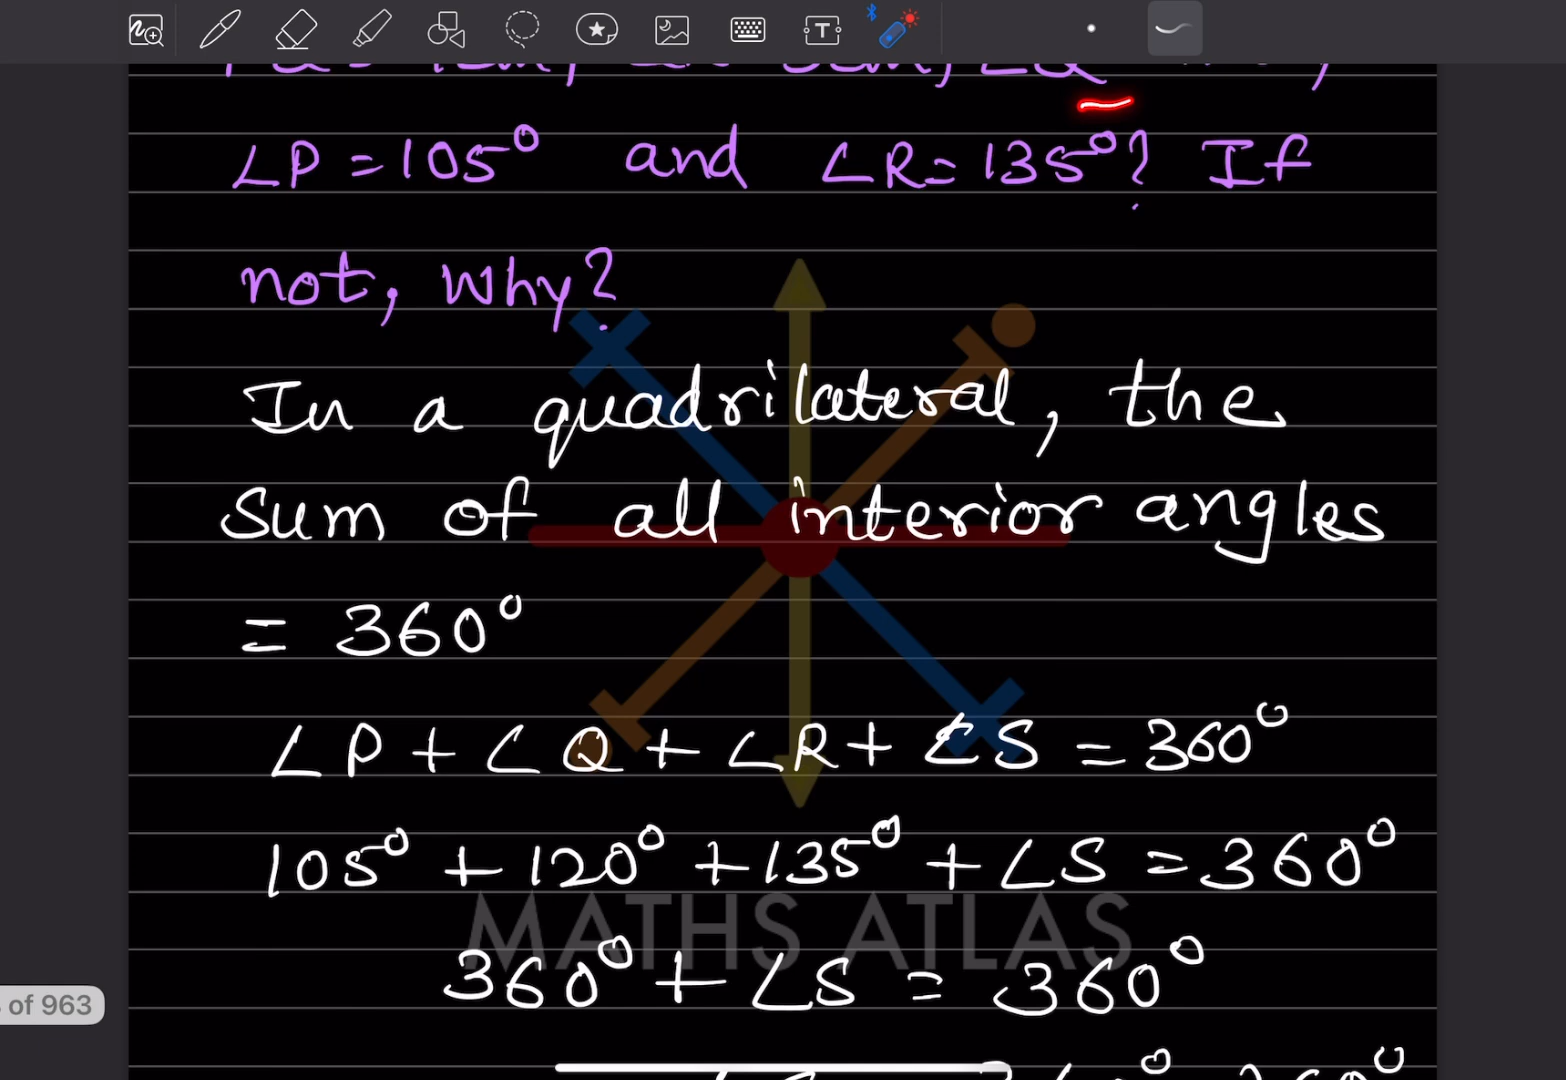 ∠P = 105° and ∠R = 135°? If
not, why?
In a quadrilateral, the
sum of all interior angles
= 360°
∠P + ∠Q + ∠R + ∠S = 360°
105° + 120° + 135° + ∠S = 360°
MATHS ATLAS
360° + ∠S = 360°
of 963